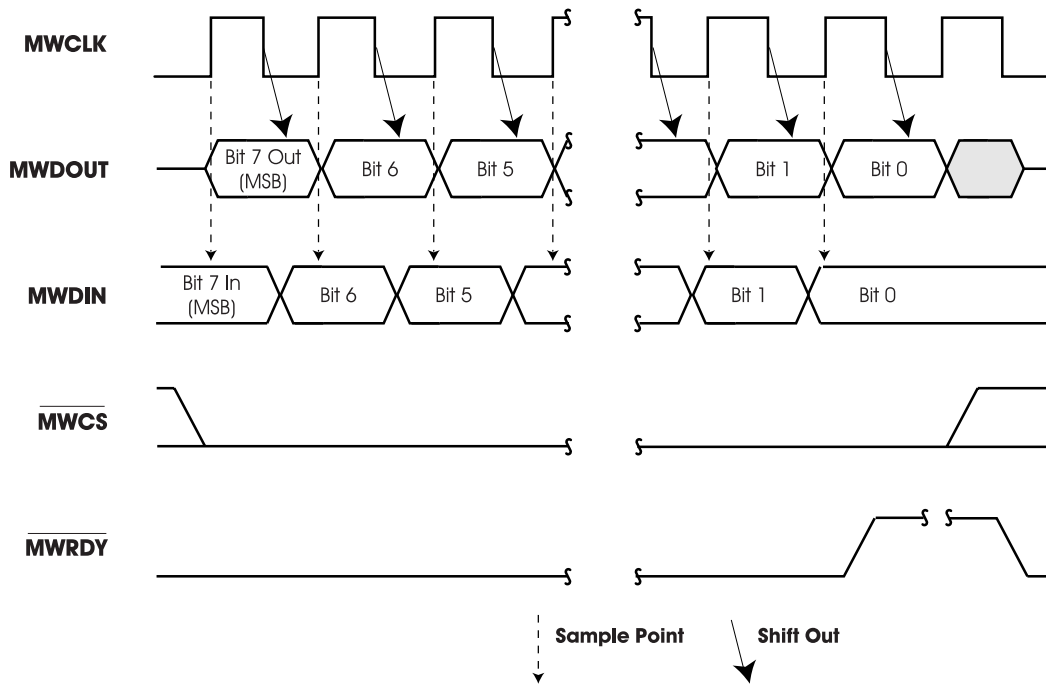 MWCLK
MWDOUT
Bit 7 Out
(MSB)
Bit 6
Bit 5
Bit 1
Bit 0
MWDIN
Bit 7 In
(MSB)
Bit 6
Bit 5
Bit 1
Bit 0
MWCS
MWRDY
Sample Point
Shift Out